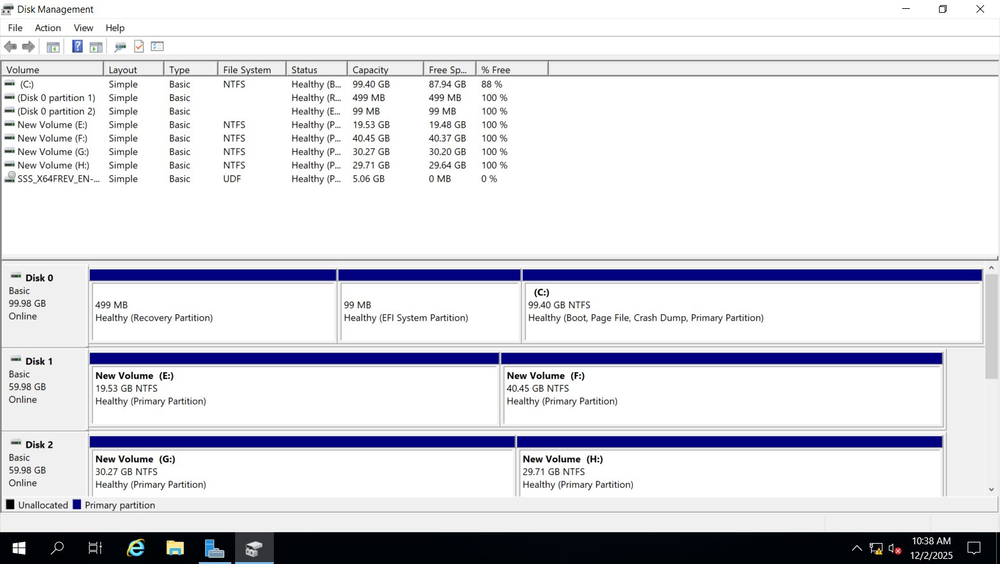 Disk Management
File Action View Help
Volume Layout Type File System Status Capacity Free Sp... % Free
(C:) Simple Basic NTFS Healthy (B... 99.40 GB 87.94 GB 88 %
(Disk 0 partition 1) Simple Basic Healthy (R... 499 MB 499 MB 100 %
(Disk 0 partition 2) Simple Basic Healthy (E... 99 MB 99 MB 100 %
New Volume (E:) Simple Basic NTFS Healthy (P... 19.53 GB 19.48 GB 100 %
New Volume (F:) Simple Basic NTFS Healthy (P... 40.45 GB 40.37 GB 100 %
New Volume (G:) Simple Basic NTFS Healthy (P... 30.27 GB 30.20 GB 100 %
New Volume (H:) Simple Basic NTFS Healthy (P... 29.71 GB 29.64 GB 100 %
SSS_X64FREV_EN-... Simple Basic UDF Healthy (P... 5.06 GB 0 MB 0 %
Disk 0
Basic
99.98 GB
Online
499 MB
Healthy (Recovery Partition)
99 MB
Healthy (EFI System Partition)
(C:)
99.40 GB NTFS
Healthy (Boot, Page File, Crash Dump, Primary Partition)
Disk 1
Basic
59.98 GB
Online
New Volume (E:)
19.53 GB NTFS
Healthy (Primary Partition)
New Volume (F:)
40.45 GB NTFS
Healthy (Primary Partition)
Disk 2
Basic
59.98 GB
Online
New Volume (G:)
30.27 GB NTFS
Healthy (Primary Partition)
New Volume (H:)
29.71 GB NTFS
Healthy (Primary Partition)
Unallocated Primary partition
10:38 AM
12/2/2025